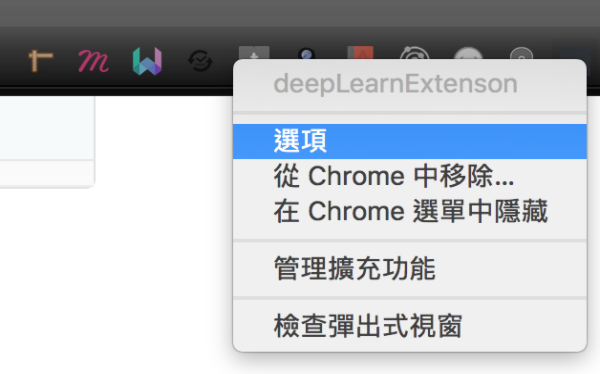 deepLearnExtenson
選項
從 Chrome 中移除...
在 Chrome 選單中隱藏
管理擴充功能
檢查彈出式視窗